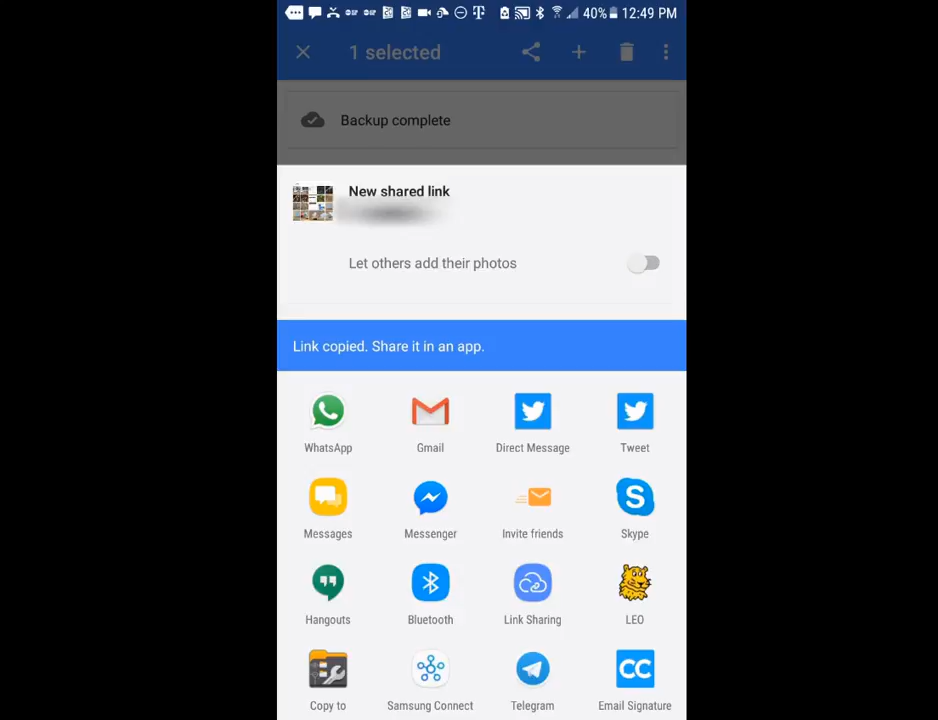 40% 12:49 PM
1 selected
Backup complete
New shared link
Let others add their photos
Link copied. Share it in an app.
WhatsApp Gmail Direct Message Tweet
Messages Messenger Invite friends Skype
Hangouts Bluetooth Link Sharing LEO
CC
Copy to Samsung Connect Telegram Email Signature